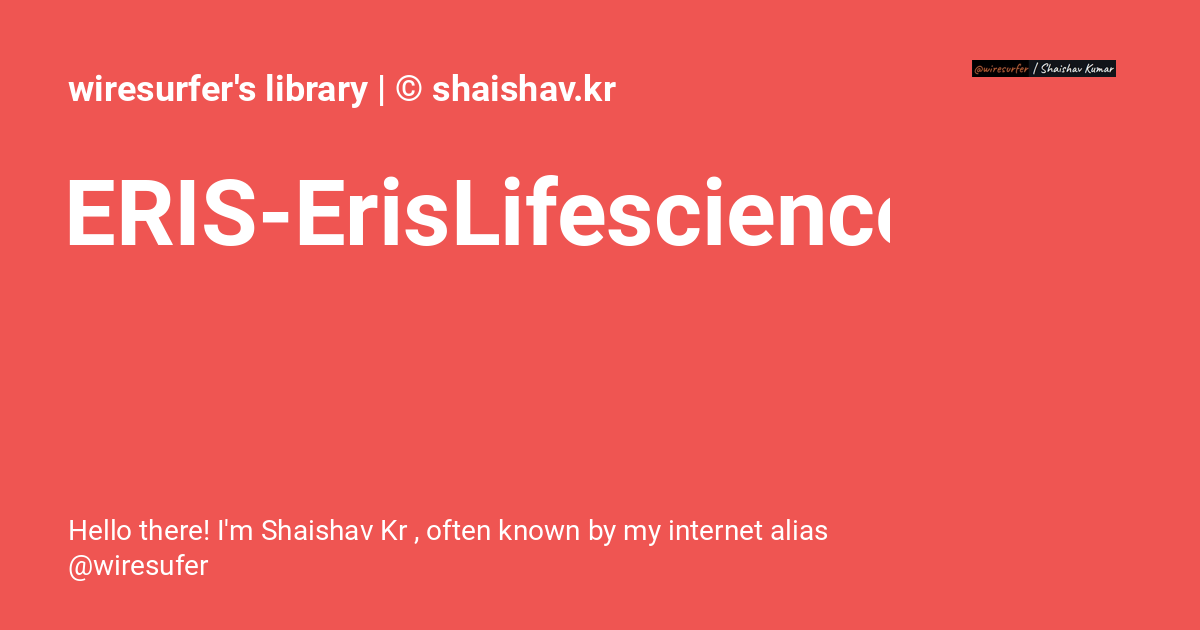 wiresurfer's library | © shaishav.kr
@wiresurfer | Shaishav Kumar
ERIS-ErisLifescienc
Hello there! I'm Shaishav Kr , often known by my internet alias
@wiresufer